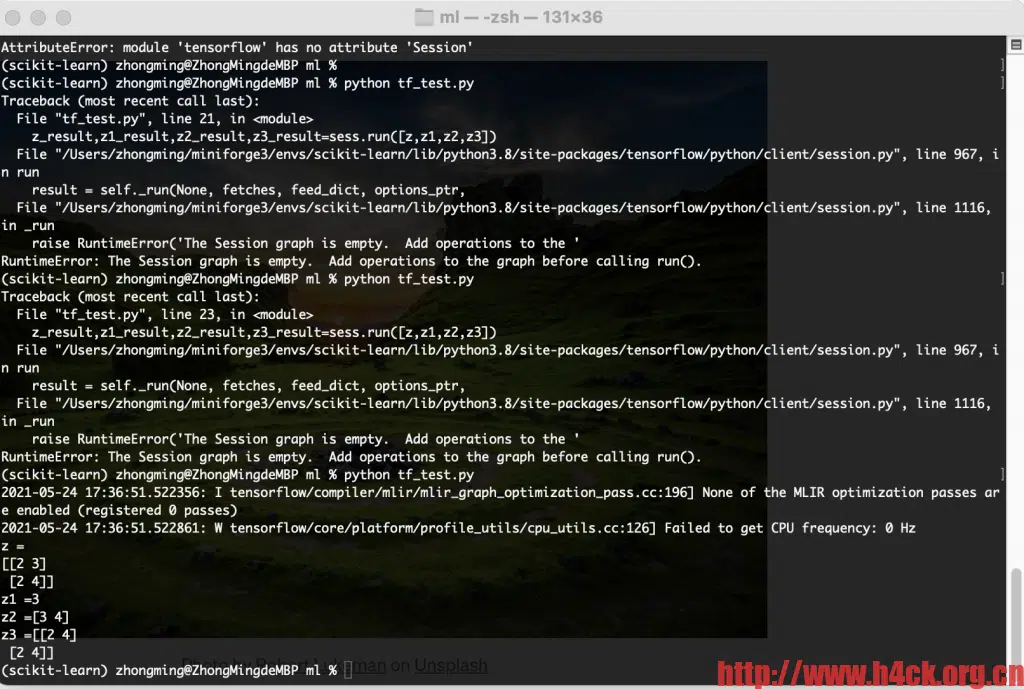 ml — -zsh — 131×36
AttributeError: module 'tensorflow' has no attribute 'Session'
(scikit-learn) zhongming@ZhongMingdeMBP ml %
(scikit-learn) zhongming@ZhongMingdeMBP ml % python tf_test.py
Traceback (most recent call last):
  File "tf_test.py", line 21, in <module>
    z_result,z1_result,z2_result,z3_result=sess.run([z,z1,z2,z3])
  File "/Users/zhongming/miniforge3/envs/scikit-learn/lib/python3.8/site-packages/tensorflow/python/client/session.py", line 967, i
n run
    result = self._run(None, fetches, feed_dict, options_ptr,
  File "/Users/zhongming/miniforge3/envs/scikit-learn/lib/python3.8/site-packages/tensorflow/python/client/session.py", line 1116,
in _run
    raise RuntimeError('The Session graph is empty.  Add operations to the '
RuntimeError: The Session graph is empty.  Add operations to the graph before calling run().
(scikit-learn) zhongming@ZhongMingdeMBP ml % python tf_test.py
Traceback (most recent call last):
  File "tf_test.py", line 23, in <module>
    z_result,z1_result,z2_result,z3_result=sess.run([z,z1,z2,z3])
  File "/Users/zhongming/miniforge3/envs/scikit-learn/lib/python3.8/site-packages/tensorflow/python/client/session.py", line 967, i
n run
    result = self._run(None, fetches, feed_dict, options_ptr,
  File "/Users/zhongming/miniforge3/envs/scikit-learn/lib/python3.8/site-packages/tensorflow/python/client/session.py", line 1116,
in _run
    raise RuntimeError('The Session graph is empty.  Add operations to the '
RuntimeError: The Session graph is empty.  Add operations to the graph before calling run().
(scikit-learn) zhongming@ZhongMingdeMBP ml % python tf_test.py
2021-05-24 17:36:51.522356: I tensorflow/compiler/mlir/mlir_graph_optimization_pass.cc:196] None of the MLIR optimization passes ar
e enabled (registered 0 passes)
2021-05-24 17:36:51.522861: W tensorflow/core/platform/profile_utils/cpu_utils.cc:126] Failed to get CPU frequency: 0 Hz
z =
[[2 3]
 [2 4]]
z1 =3
z2 =[3 4]
z3 =[[2 4]
 [2 4]]
(scikit-learn) zhongming@ZhongMingdeMBP ml %
on Unsplash
http://www.h4ck.org.cn